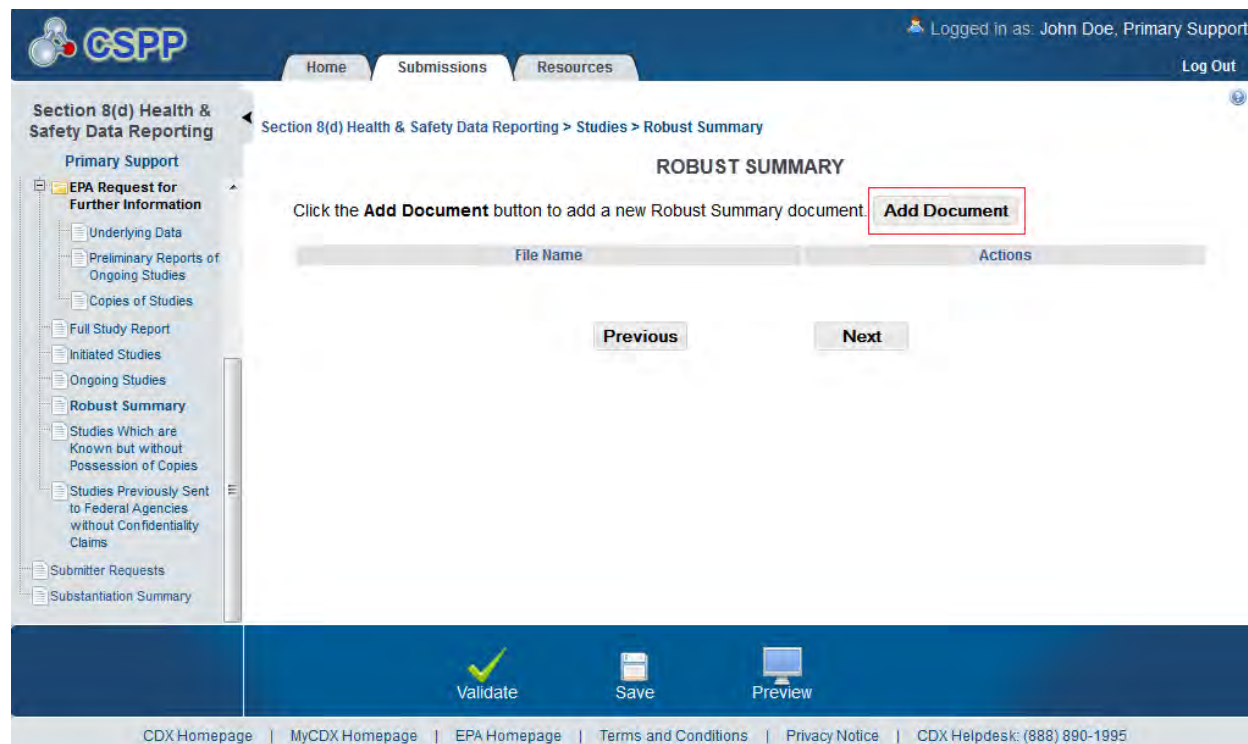 CSPP
Logged in as: John Doe, Primary Support
Home Submissions Resources
Log Out
Section 8(d) Health &
Safety Data Reporting
Primary Support
EPA Request for
Further Information
Underlying Data
Preliminary Reports of
Ongoing Studies
Copies of Studies
Full Study Report
Initiated Studies
Ongoing Studies
Robust Summary
Studies Which are
Known but without
Possession of Copies
Studies Previously Sent
to Federal Agencies
without Confidentiality
Claims
Submitter Requests
Substantiation Summary
Section 8(d) Health & Safety Data Reporting > Studies > Robust Summary
ROBUST SUMMARY
Click the Add Document button to add a new Robust Summary document. Add Document
File Name Actions
Previous Next
Validate Save Preview
CDX Homepage | MyCDX Homepage | EPA Homepage | Terms and Conditions | Privacy Notice | CDX Helpdesk: (888) 890-1995